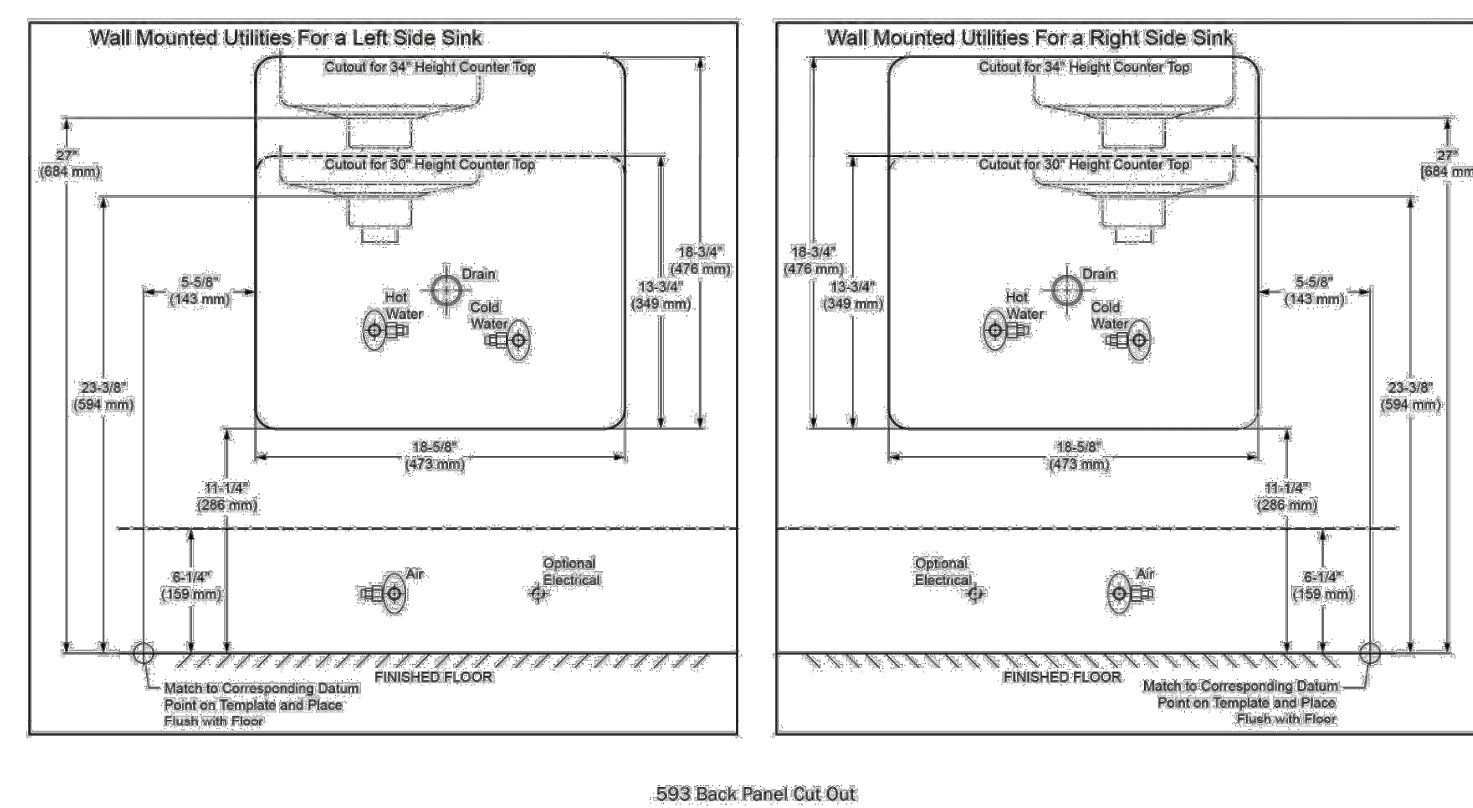 Wall Mounted Utilities For a Left Side Sink
Cutout for 34" Height Counter Top
27"
(684 mm)
Cutout for 30" Height Counter Top
18-3/4"
(476 mm)
5-5/8"
(143 mm)
Drain
13-3/4"
(349 mm)
Hot
Water
Cold
Water
23-3/8"
(594 mm)
18-5/8"
(473 mm)
11-1/4"
(286 mm)
Optional
Electrical
Air
6-1/4"
(159 mm)
FINISHED FLOOR
Match to Corresponding Datum
Point on Template and Place
Flush with Floor
Wall Mounted Utilities For a Right Side Sink
Cutout for 34" Height Counter Top
27"
[684 mm
Cutout for 30" Height Counter Top
18-3/4"
(476 mm)
13-3/4"
(349 mm)
Drain
5-5/8"
(143 mm)
Hot
Water
Cold
Water
23-3/8"
(594 mm)
18-5/8"
(473 mm)
11-1/4"
(286 mm)
Optional
Electrical
Air
6-1/4"
(159 mm)
FINISHED FLOOR
Match to Corresponding Datum
Point on Template and Place
Flush with Floor
593 Back Panel Cut Out